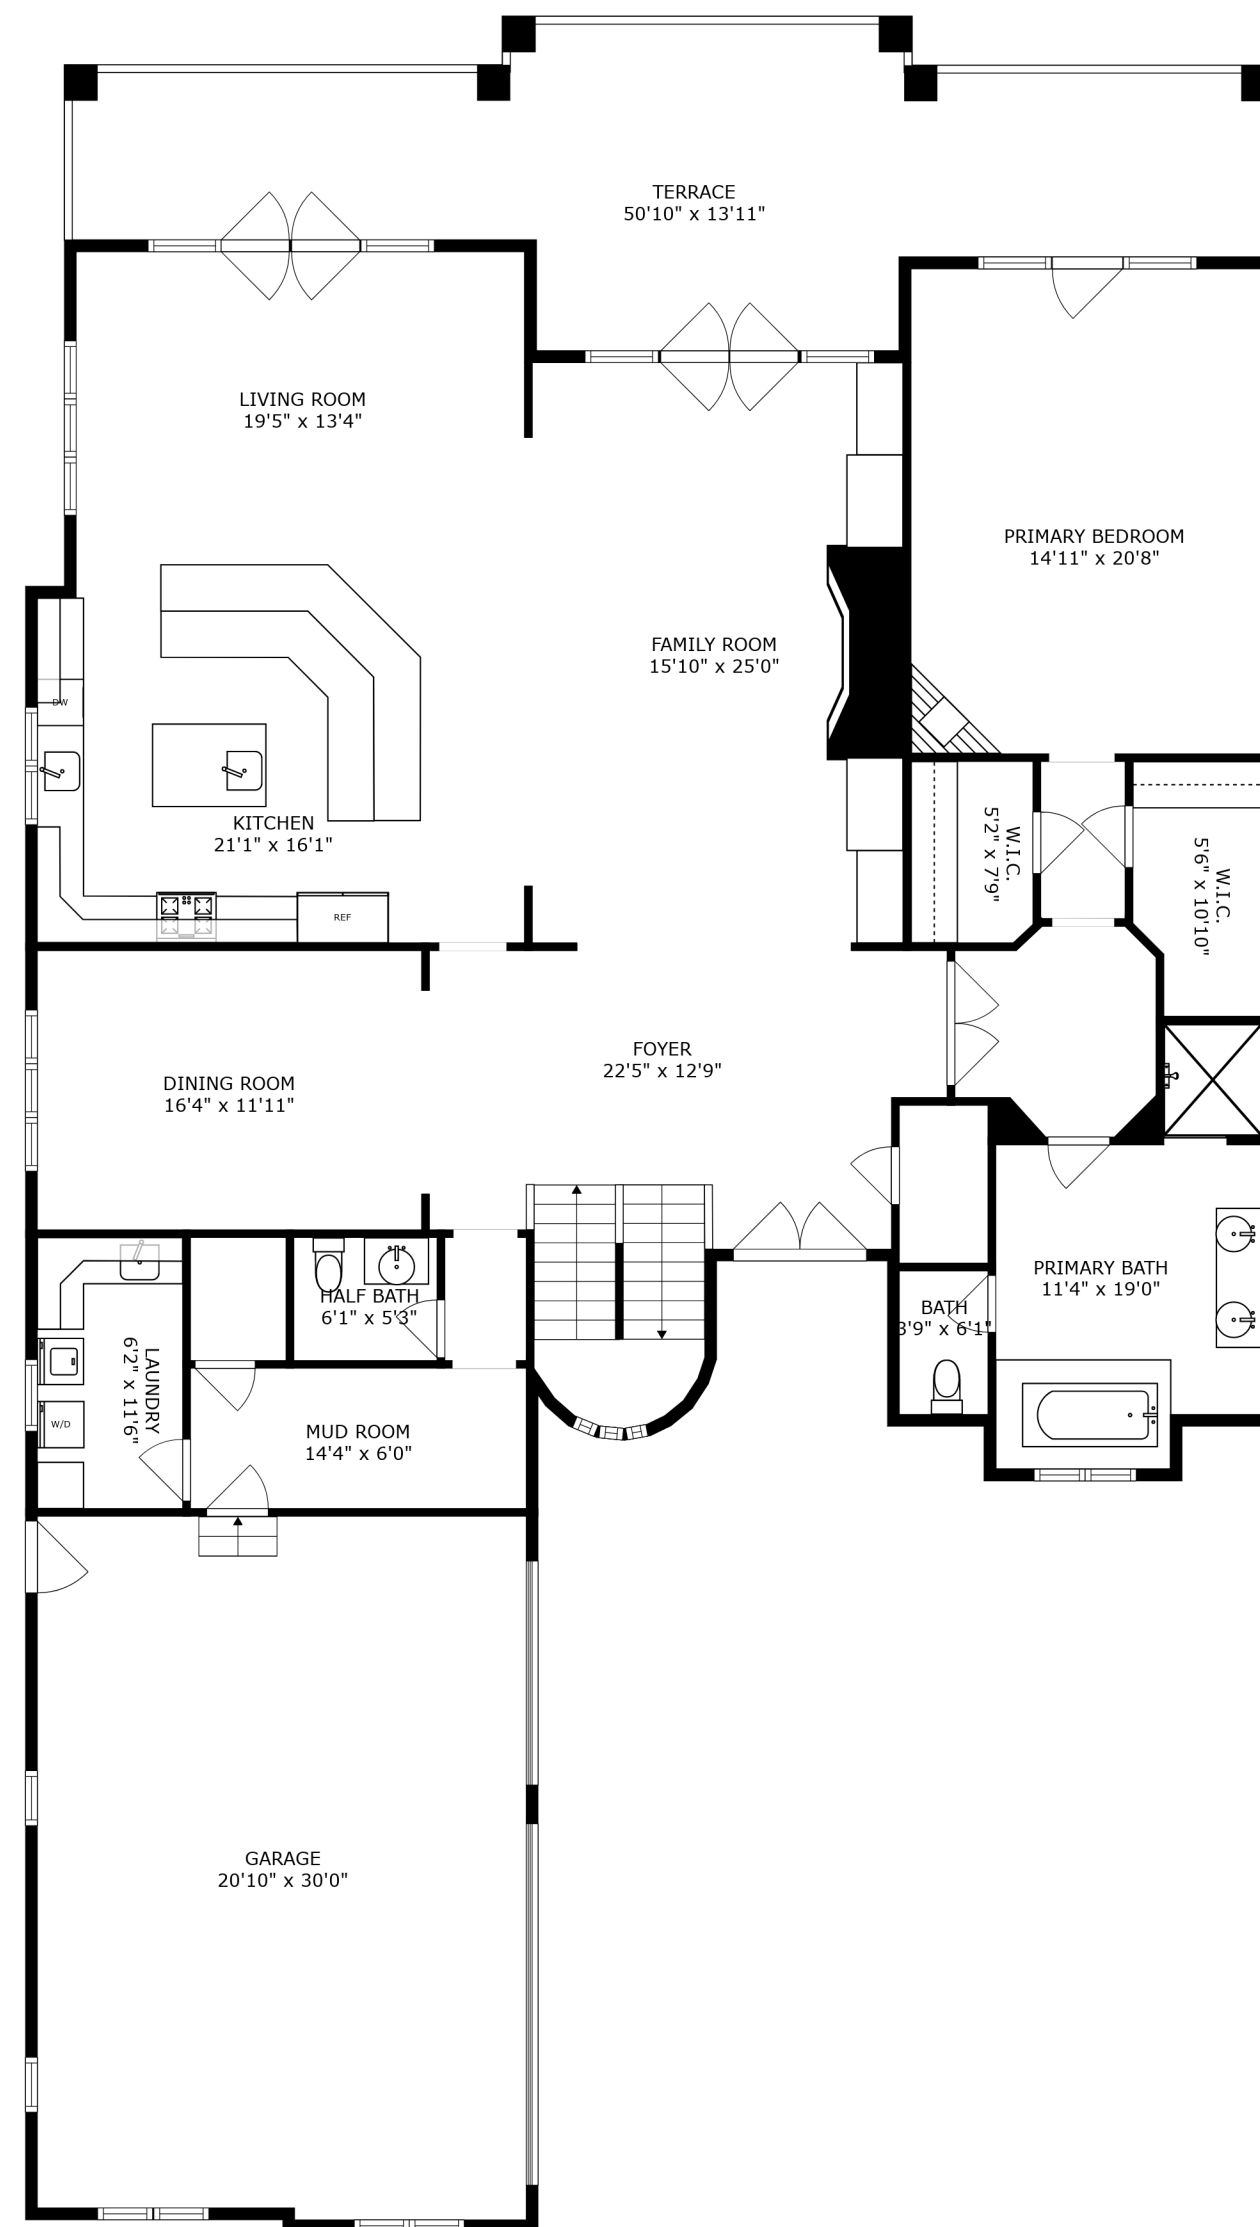 TERRACE
50'10" x 13'11"
LIVING ROOM
19'5" x 13'4"
PRIMARY BEDROOM
14'11" x 20'8"
FAMILY ROOM
15'10" x 25'0"
DW
KITCHEN
21'1" x 16'1"
REF
W.I.C.
5'2" x 7'9"
W.I.C.
5'6" x 10'10"
FOYER
22'5" x 12'9"
DINING ROOM
16'4" x 11'11"
PRIMARY BATH
11'4" x 19'0"
HALF BATH
6'1" x 5'3"
BATH
3'9" x 6'1"
LAUNDRY
6'2" x 11'6"
W/D
MUD ROOM
14'4" x 6'0"
GARAGE
20'10" x 30'0"